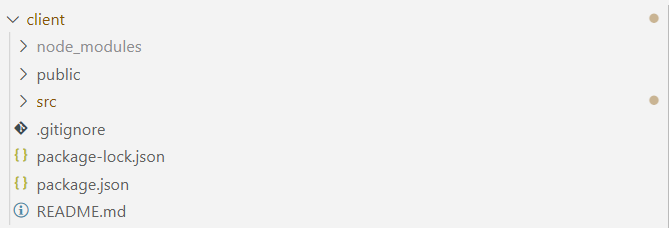 client
node_modules
public
src
.gitignore
package-lock.json
package.json
README.md